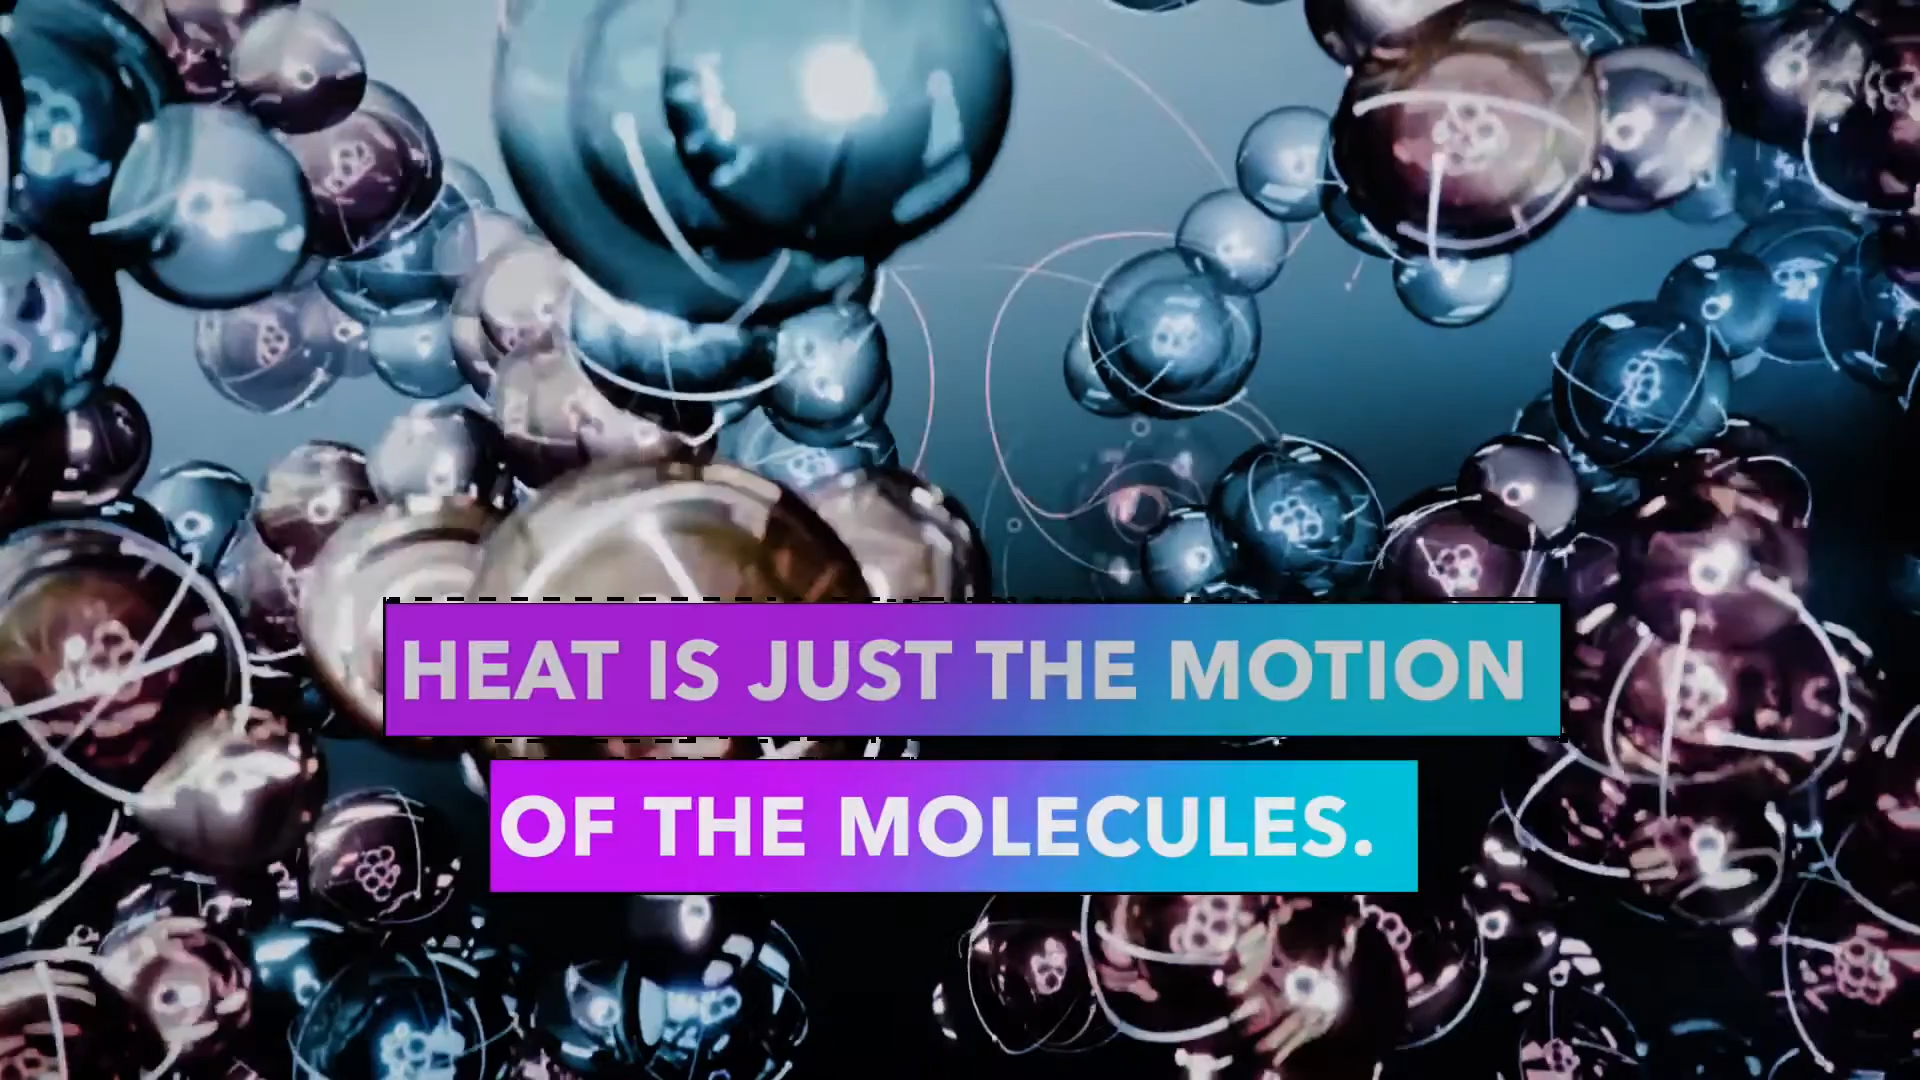 HEAT IS JUST THE MOTION
OF THE MOLECULES.